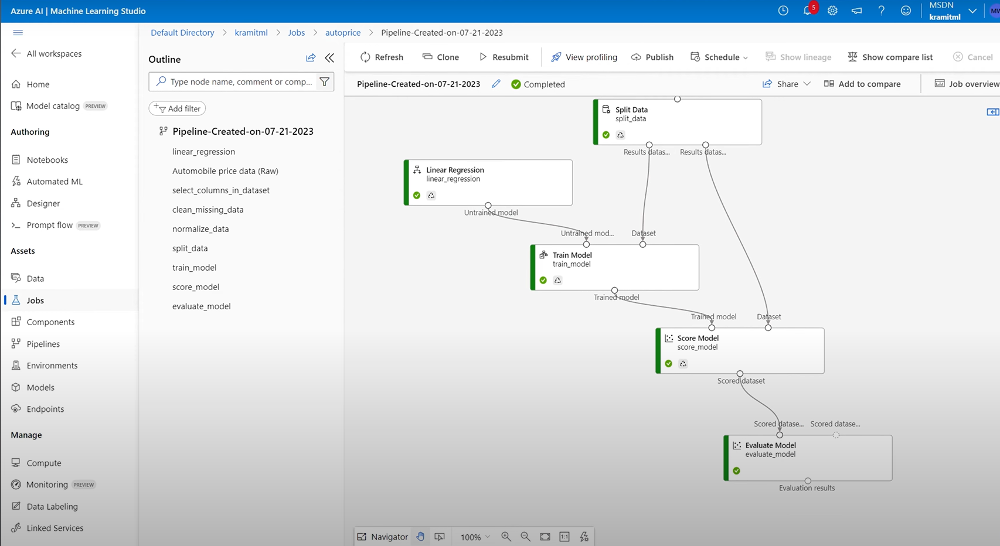 Azure AI | Machine Learning Studio
5
MSDN
kramitml
MW
All workspaces
Home
Model catalog PREVIEW
Authoring
Notebooks
Automated ML
Designer
Prompt flow PREVIEW
Assets
Data
Jobs
Components
Pipelines
Environments
Models
Endpoints
Manage
Compute
Monitoring PREVIEW
Data Labeling
Linked Services
Default Directory > kramitml > Jobs > autoprice > Pipeline-Created-on-07-21-2023
Outline
Type node name, comment or comp...
Add filter
Pipeline-Created-on-07-21-2023
linear_regression
Automobile price data (Raw)
select_columns_in_dataset
clean_missing_data
normalize_data
split_data
train_model
score_model
evaluate_model
Refresh Clone Resubmit View profiling Publish Schedule Show lineage Show compare list Cancel
Pipeline-Created-on-07-21-2023 Completed Share Add to compare Job overview
Split Data
split_data
Results datas... Results datas...
Linear Regression
linear_regression
Untrained model
Untrained mod... Dataset
Train Model
train_model
Trained model
Trained model Dataset
Score Model
score_model
Scored dataset
Scored datase... Scored datase...
Evaluate Model
evaluate_model
Evaluation results
Navigator 100% 1:1